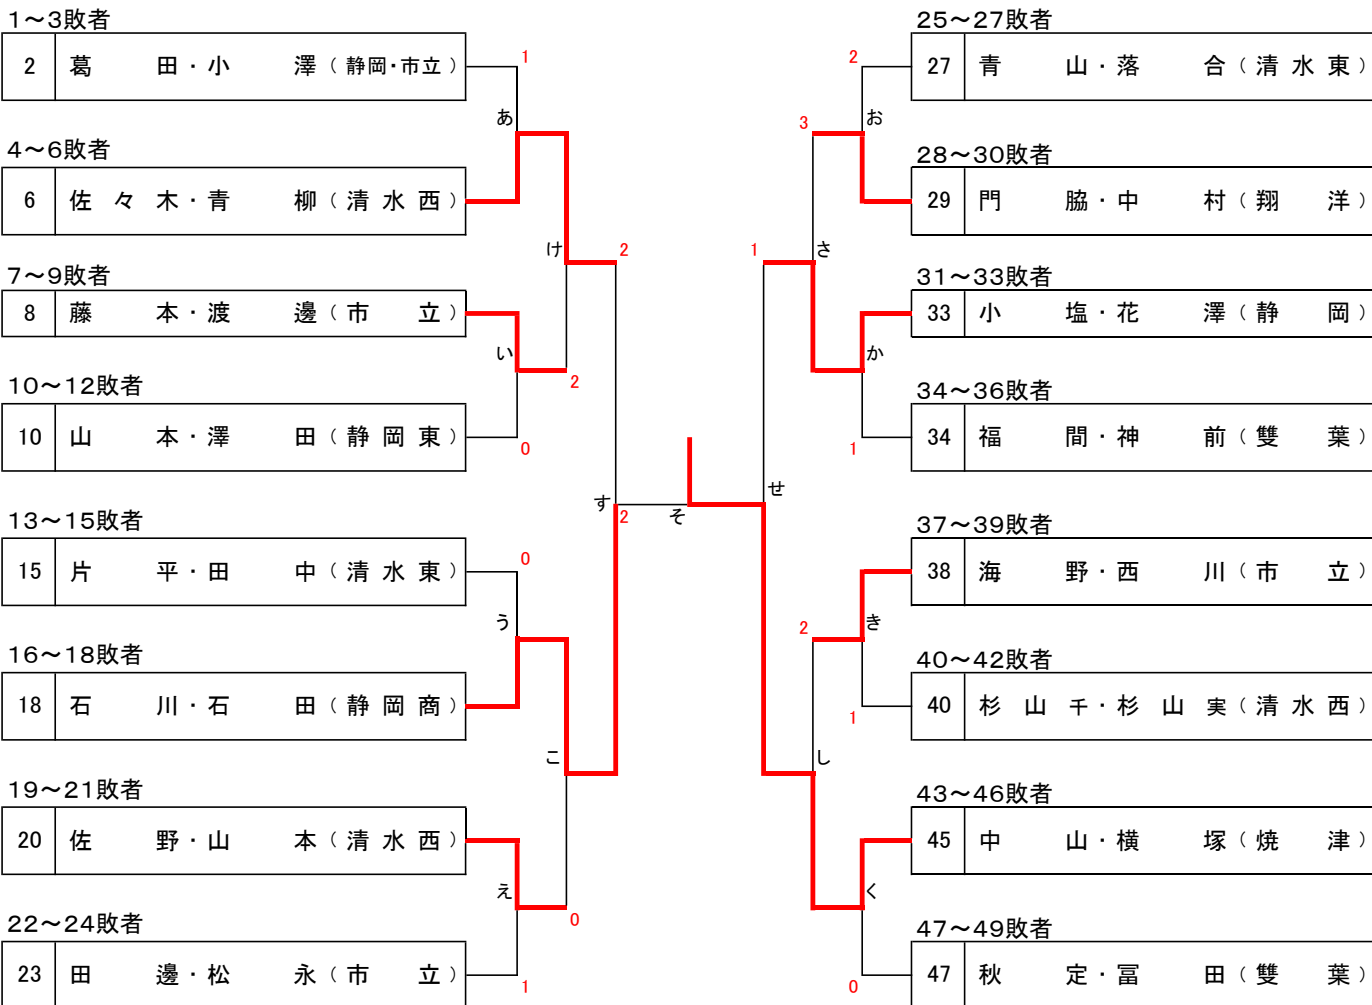 1～3敗者
2 葛田・小澤（静岡・市立）
1
あ
4～6敗者
6 佐々木・青柳（清水西）
け
2
7～9敗者
8 藤本・渡邊（市立）
い
2
10～12敗者
10 山本・澤田（静岡東）
0
す
2
そ
13～15敗者
15 片平・田中（清水東）
0
う
16～18敗者
18 石川・石田（静岡商）
こ
19～21敗者
20 佐野・山本（清水西）
え
0
22～24敗者
23 田邊・松永（市立）
1
25～27敗者
2
27 青山・落合（清水東）
3
お
28～30敗者
29 門脇・中村（翔洋）
1
さ
31～33敗者
33 小塩・花澤（静岡）
か
34～36敗者
1
34 福間・神前（雙葉）
せ
37～39敗者
38 海野・西川（市立）
2
き
40～42敗者
1
40 杉山千・杉山実（清水西）
し
43～46敗者
45 中山・横塚（焼津）
く
47～49敗者
0
47 秋定・冨田（雙葉）